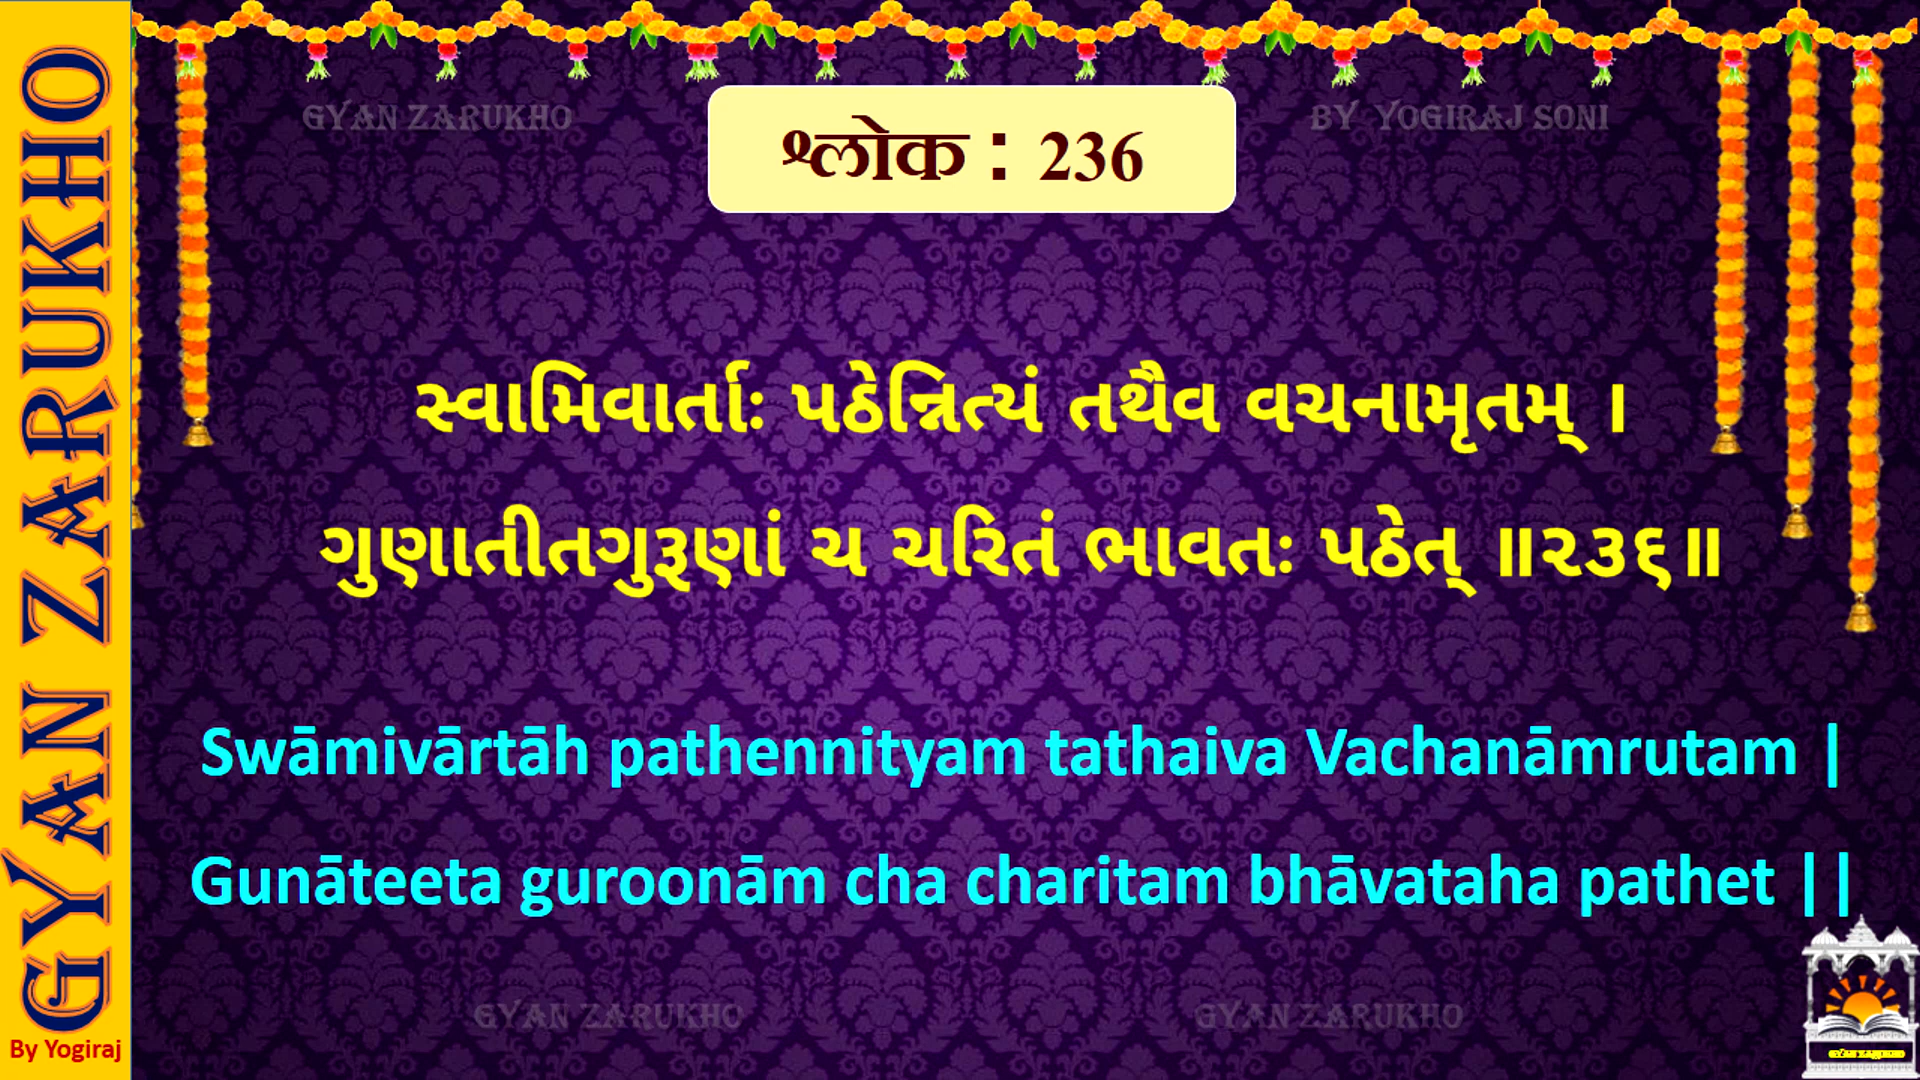 GYAN ZARUKHO
By Yogiraj
GYAN ZARUKHO
BY YOGIRAJ SONI
श्लोक : 236
સ્વામિવાર્તાઃ પઠેન્નિત્યં તથૈવ વચનામૃતમ્ ।
ગુણાતીતગુરૂણાં ચ ચરિતં ભાવતઃ પઠેત્ ॥૨૩૬॥
Swāmivārtāh pathennityam tathaiva Vachanāmrutam |
Gunāteeta guroonām cha charitam bhāvataha pathet ||
GYAN ZARUKHO
GYAN ZARUKHO